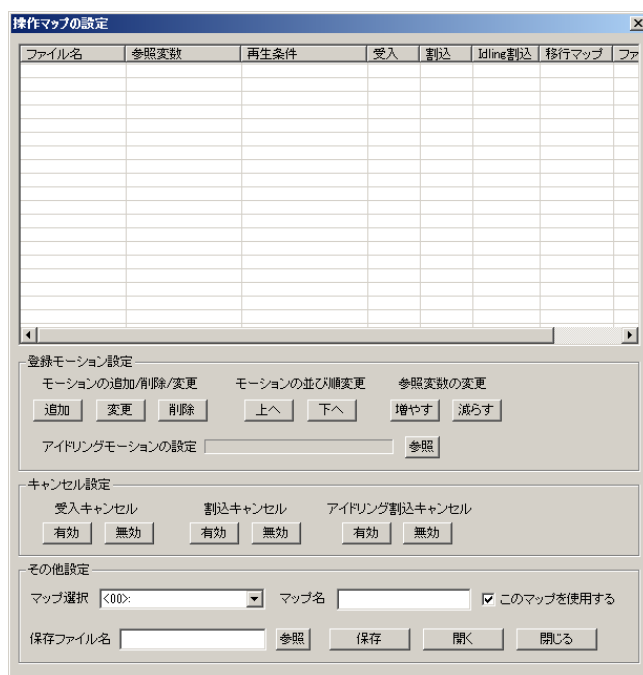 操作マップの設定
ファイル名 参照変数 再生条件 受入 割込 Idling割込 移行マップ ファ
登録モーション設定
モーションの追加/削除/変更 モーションの並び順変更 参照変数の変更
追加 変更 削除 上へ 下へ 増やす 減らす
アイドリングモーションの設定 参照
キャンセル設定
受入キャンセル 割込キャンセル アイドリング割込キャンセル
有効 無効 有効 無効 有効 無効
その他設定
マップ選択 <00>: マップ名 このマップを使用する
保存ファイル名 参照 保存 開く 閉じる